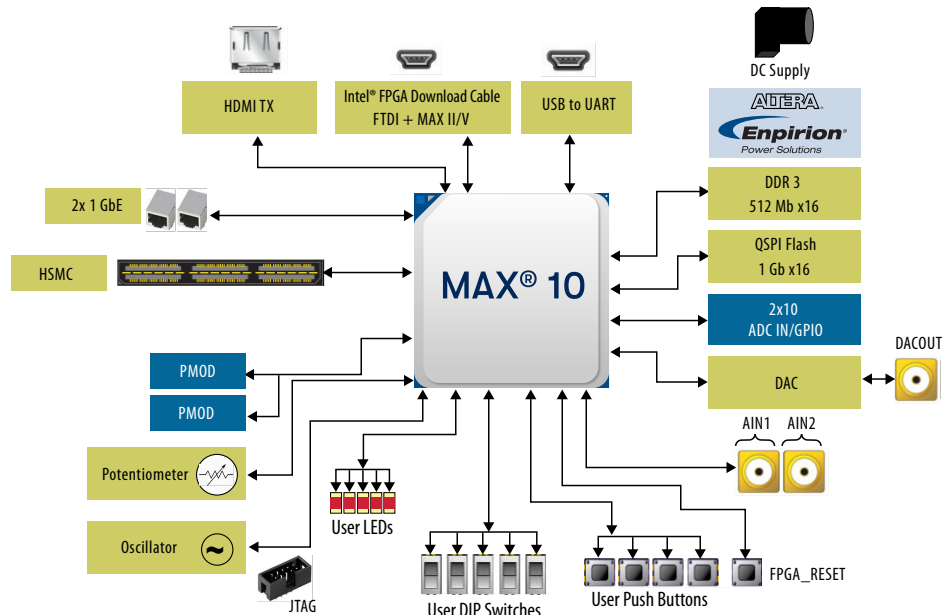 DC Supply
HDMI TX
Intel® FPGA Download Cable
FTDI + MAX II/V
USB to UART
ALTERA®
Enpirion®
Power Solutions
2x 1 GbE
DDR 3
512 Mb x16
HSMC
QSPI Flash
1 Gb x16
MAX® 10
2x10
ADC IN/GPIO
DACOUT
PMOD
DAC
PMOD
AIN1
AIN2
Potentiometer
User LEDs
Oscillator
JTAG
User DIP Switches
User Push Buttons
FPGA_RESET